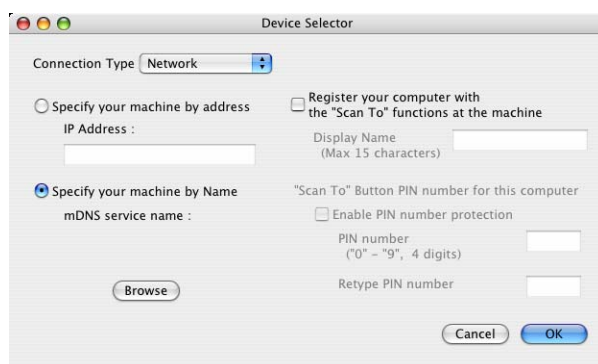 Device Selector
Connection Type Network
Specify your machine by address
IP Address :
Specify your machine by Name
mDNS service name :
Browse
Register your computer with
the "Scan To" functions at the machine
Display Name
(Max 15 characters)
"Scan To" Button PIN number for this computer
Enable PIN number protection
PIN number
("0" – "9", 4 digits)
Retype PIN number
Cancel OK